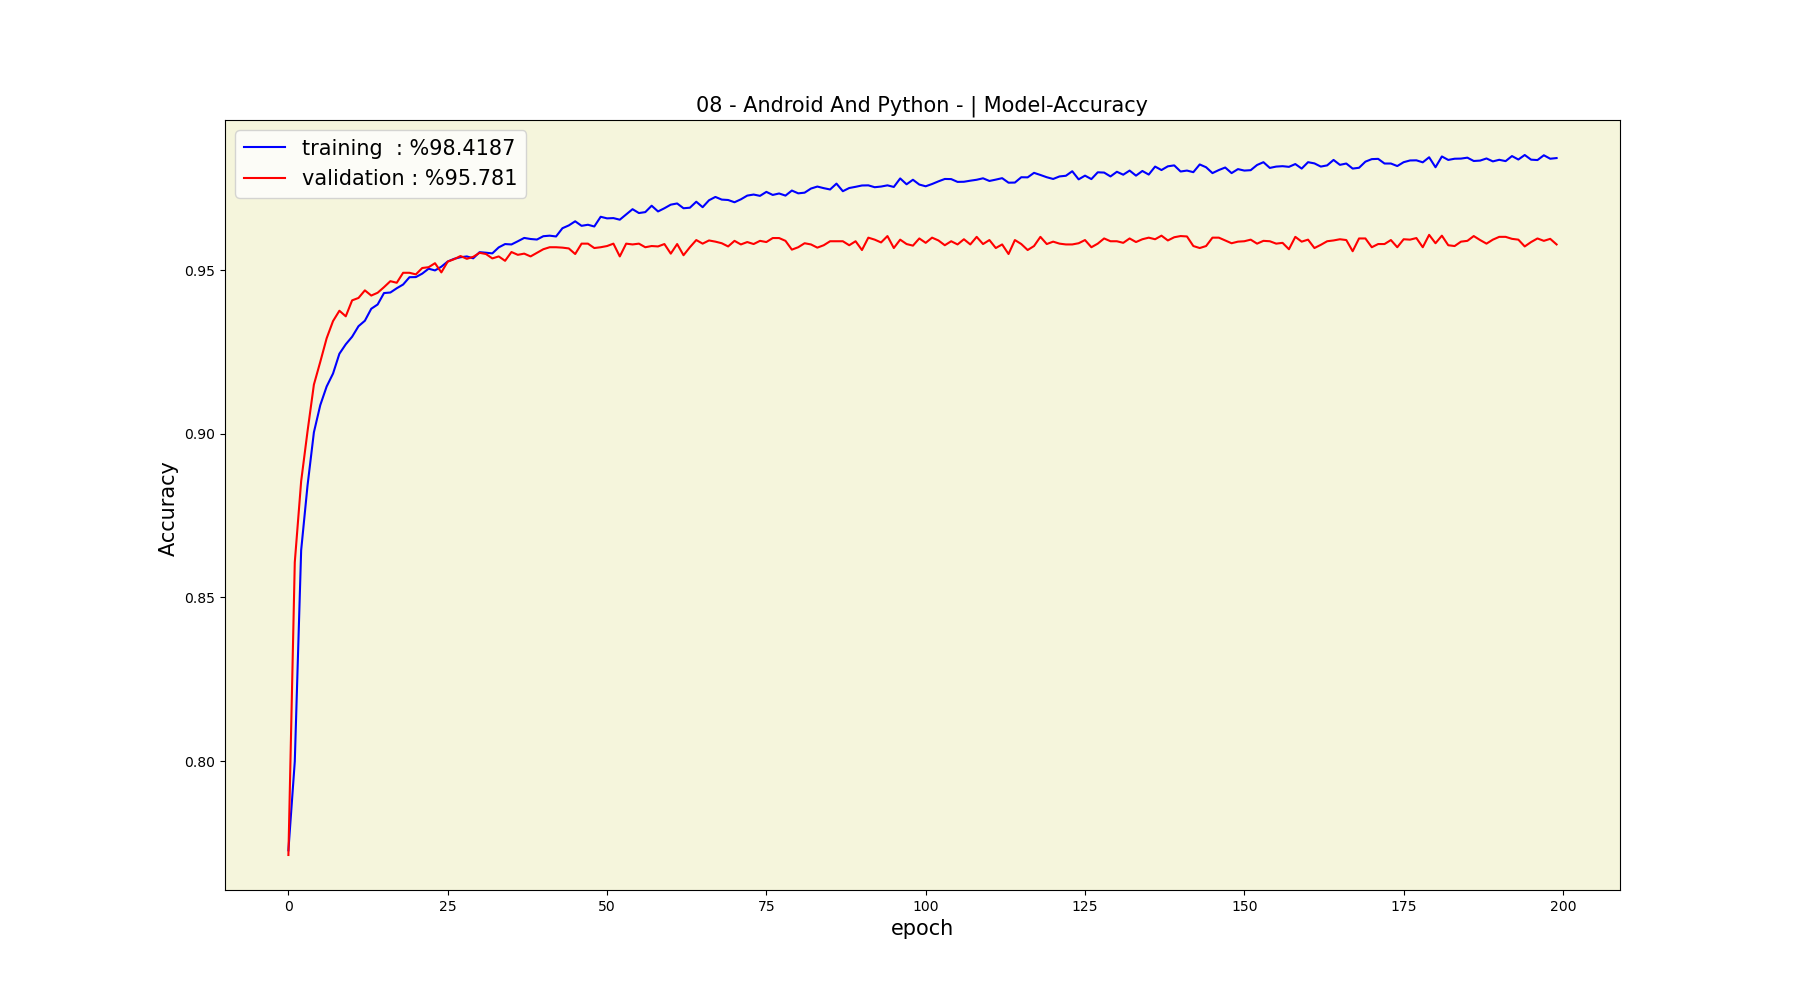 08 - Android And Python - | Model-Accuracy
training  : %98.4187
validation : %95.781
Accuracy
0.95
0.90
0.85
0.80
0 25 50 75 100 125 150 175 200
epoch